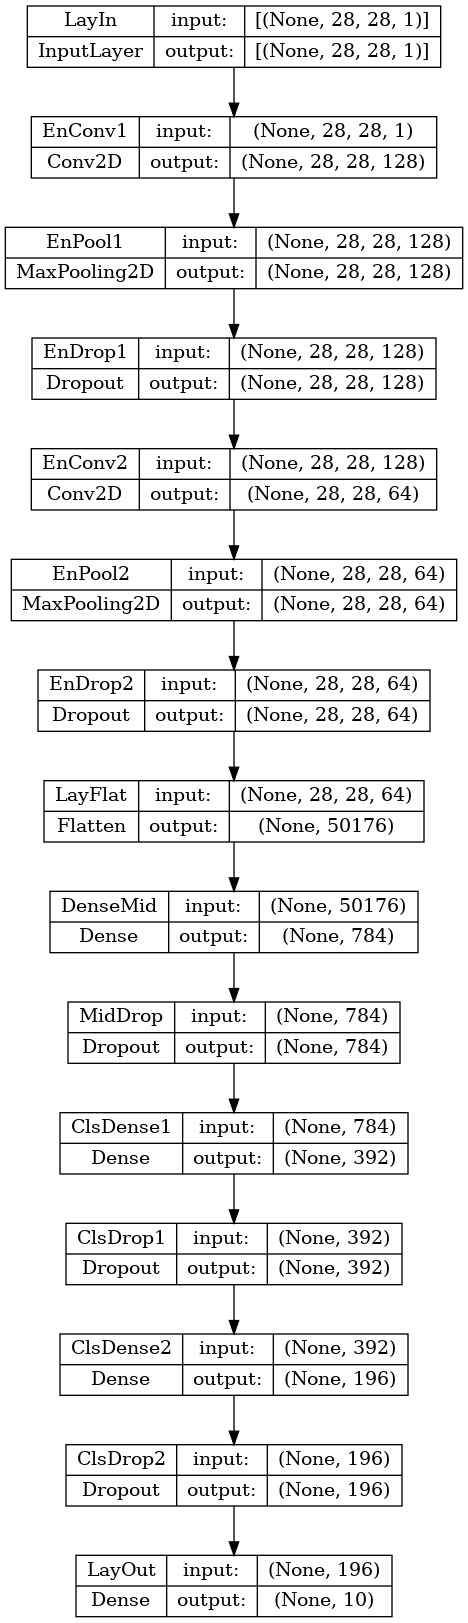 LayIn input: [(None, 28, 28, 1)]
InputLayer output: [(None, 28, 28, 1)]
EnConv1 input: (None, 28, 28, 1)
Conv2D output: (None, 28, 28, 128)
EnPool1 input: (None, 28, 28, 128)
MaxPooling2D output: (None, 28, 28, 128)
EnDrop1 input: (None, 28, 28, 128)
Dropout output: (None, 28, 28, 128)
EnConv2 input: (None, 28, 28, 128)
Conv2D output: (None, 28, 28, 64)
EnPool2 input: (None, 28, 28, 64)
MaxPooling2D output: (None, 28, 28, 64)
EnDrop2 input: (None, 28, 28, 64)
Dropout output: (None, 28, 28, 64)
LayFlat input: (None, 28, 28, 64)
Flatten output: (None, 50176)
DenseMid input: (None, 50176)
Dense output: (None, 784)
MidDrop input: (None, 784)
Dropout output: (None, 784)
ClsDense1 input: (None, 784)
Dense output: (None, 392)
ClsDrop1 input: (None, 392)
Dropout output: (None, 392)
ClsDense2 input: (None, 392)
Dense output: (None, 196)
ClsDrop2 input: (None, 196)
Dropout output: (None, 196)
LayOut input: (None, 196)
Dense output: (None, 10)